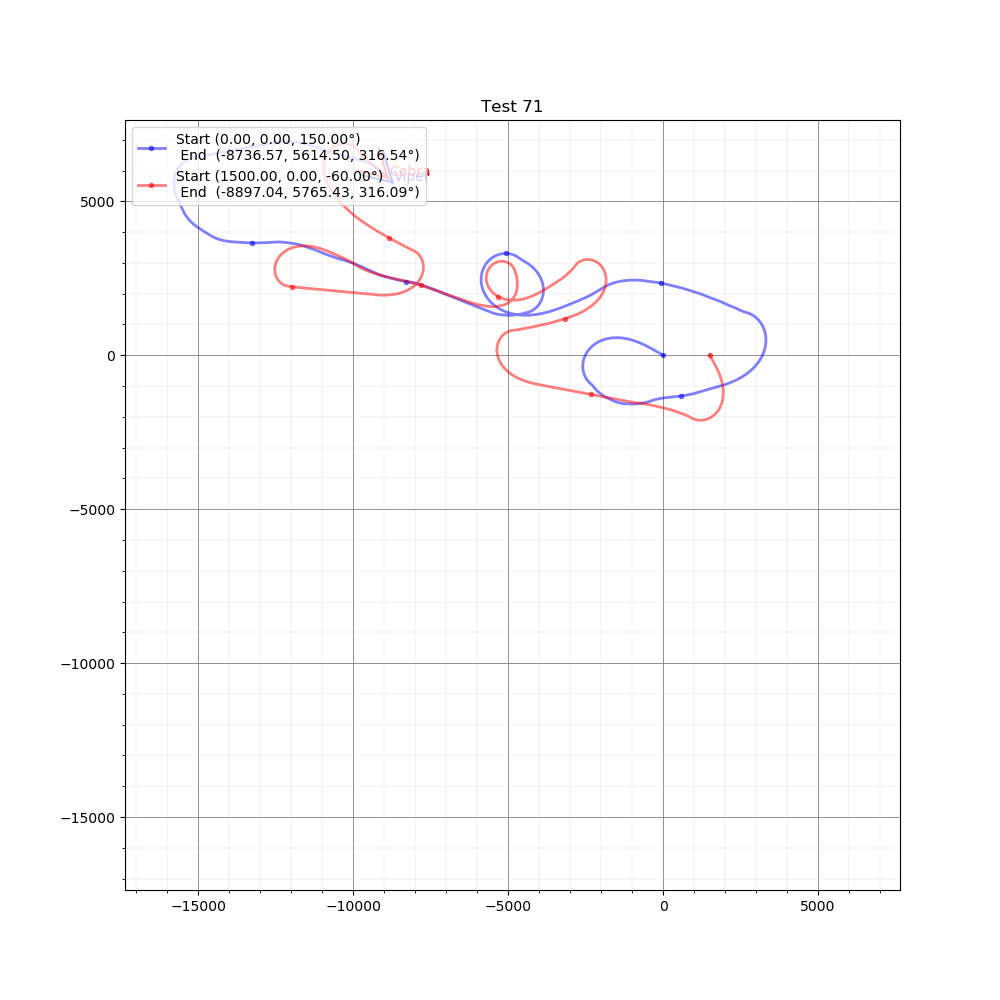 Test 71
Start (0.00, 0.00, 150.00°)
End (-8736.57, 5614.50, 316.54°)
Start (1500.00, 0.00, -60.00°)
End (-8897.04, 5765.43, 316.09°)
Cobra
Viper
5000
0
−5000
−10000
−15000
−15000
−10000
−5000
0
5000